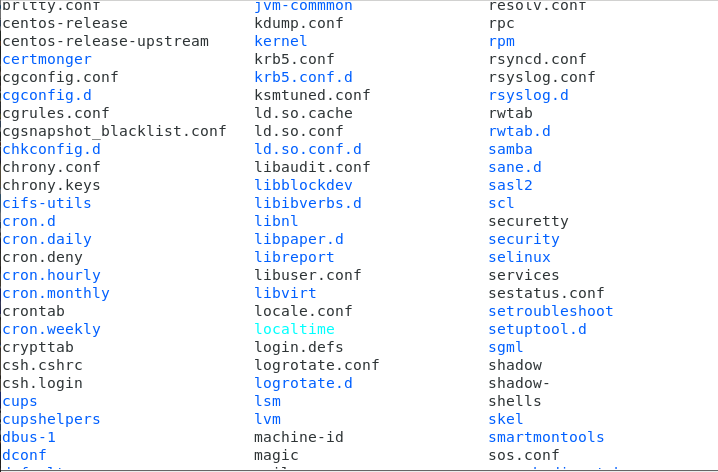 brltty.conf jvm-commmon resolv.conf
centos-release kdump.conf rpc
centos-release-upstream kernel rpm
certmonger krb5.conf rsyncd.conf
cgconfig.conf krb5.conf.d rsyslog.conf
cgconfig.d ksmtuned.conf rsyslog.d
cgrules.conf ld.so.cache rwtab
cgsnapshot_blacklist.conf ld.so.conf rwtab.d
chkconfig.d ld.so.conf.d samba
chrony.conf libaudit.conf sane.d
chrony.keys libblockdev sasl2
cifs-utils libibverbs.d scl
cron.d libnl securetty
cron.daily libpaper.d security
cron.deny libreport selinux
cron.hourly libuser.conf services
cron.monthly libvirt sestatus.conf
crontab locale.conf setroubleshoot
cron.weekly localtime setuptool.d
crypttab login.defs sgml
csh.cshrc logrotate.conf shadow
csh.login logrotate.d shadow-
cups lsm shells
cupshelpers lvm skel
dbus-1 machine-id smartmontools
dconf magic sos.conf